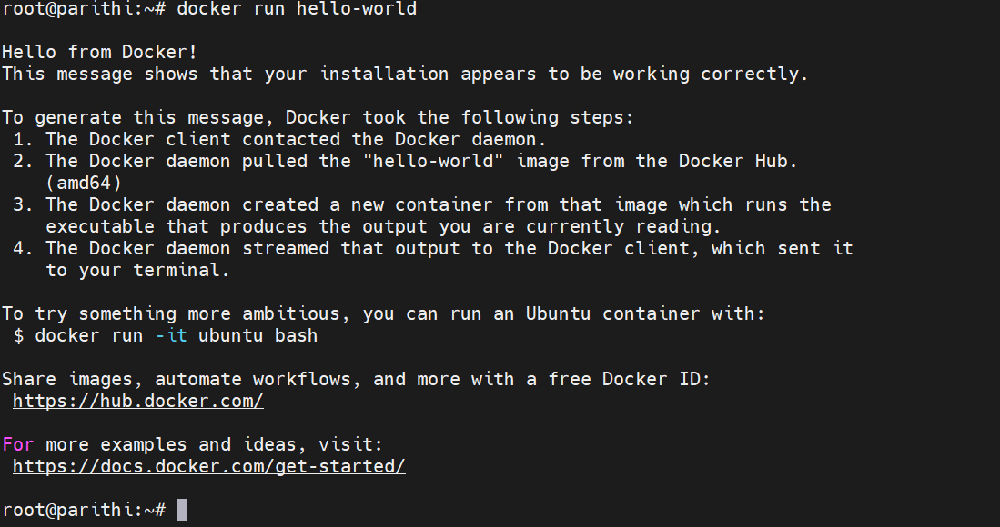 root@parithi:~# docker run hello-world
Hello from Docker!
This message shows that your installation appears to be working correctly.
To generate this message, Docker took the following steps:
1. The Docker client contacted the Docker daemon.
2. The Docker daemon pulled the "hello-world" image from the Docker Hub.
(amd64)
3. The Docker daemon created a new container from that image which runs the
executable that produces the output you are currently reading.
4. The Docker daemon streamed that output to the Docker client, which sent it
to your terminal.
To try something more ambitious, you can run an Ubuntu container with:
$ docker run -it ubuntu bash
Share images, automate workflows, and more with a free Docker ID:
https://hub.docker.com/
For more examples and ideas, visit:
https://docs.docker.com/get-started/
root@parithi:~#